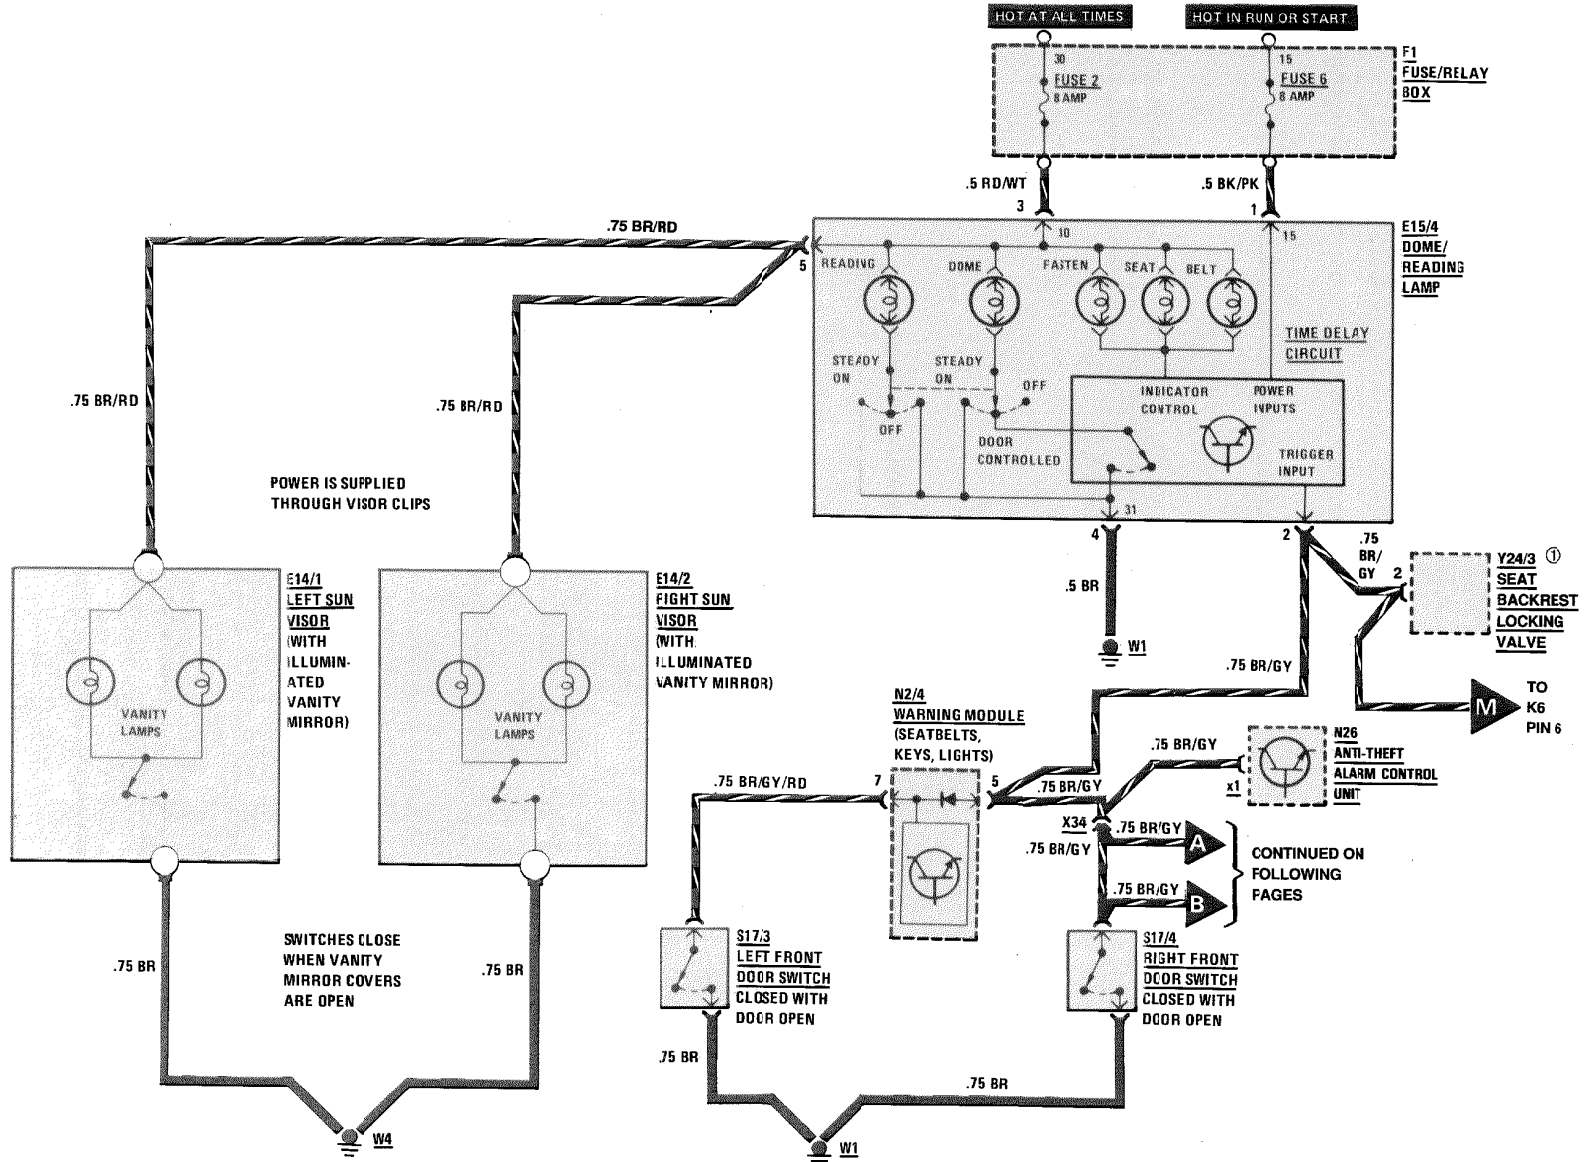 HOT AT ALL TIMES
HOT IN RUN OR START
30
FUSE 2
8 AMP
15
FUSE 6
8 AMP
F1
FUSE/RELAY
BOX
.5 RD/WT
3
.5 BK/PK
1
.75 BR/RD
5
READING
DOME
30
FASTEN
SEAT
BELT
15
E15/4
DOME/
READING
LAMP
TIME DELAY
CIRCUIT
STEADY
ON
STEADY
ON
OFF
OFF
DOOR
CONTROLLED
INDICATOR
CONTROL
POWER
INPUTS
TRIGGER
INPUT
31
.75 BR/RD
.75 BR/RD
POWER IS SUPPLIED
THROUGH VISOR CLIPS
4
2
.5 BR
W1
.75
BR/
GY
2
Y24/3 ①
SEAT
BACKREST
LOCKING
VALVE
.75 BR/GY
M
TO
K6
PIN 6
E14/1
LEFT SUN
VISOR
(WITH
ILLUMIN-
ATED
VANITY
MIRROR)
VANITY
LAMPS
E14/2
RIGHT SUN
VISOR
(WITH
ILLUMINATED
VANITY MIRROR)
VANITY
LAMPS
N2/4
WARNING MODULE
(SEATBELTS,
KEYS, LIGHTS)
.75 BR/GY/RD
7
5
.75 BR/GY
.75 BR/GY
x1
N26
ANTI-THEFT
ALARM CONTROL
UNIT
X34
.75 BR/GY
.75 BR/GY
A
.75 BR/GY
B
CONTINUED ON
FOLLOWING
PAGES
S17/3
LEFT FRONT
DOOR SWITCH
CLOSED WITH
DOOR OPEN
S17/4
RIGHT FRONT
DOOR SWITCH
CLOSED WITH
DOOR OPEN
.75 BR
SWITCHES CLOSE
WHEN VANITY
MIRROR COVERS
ARE OPEN
.75 BR
.75 BR
.75 BR
W4
W1